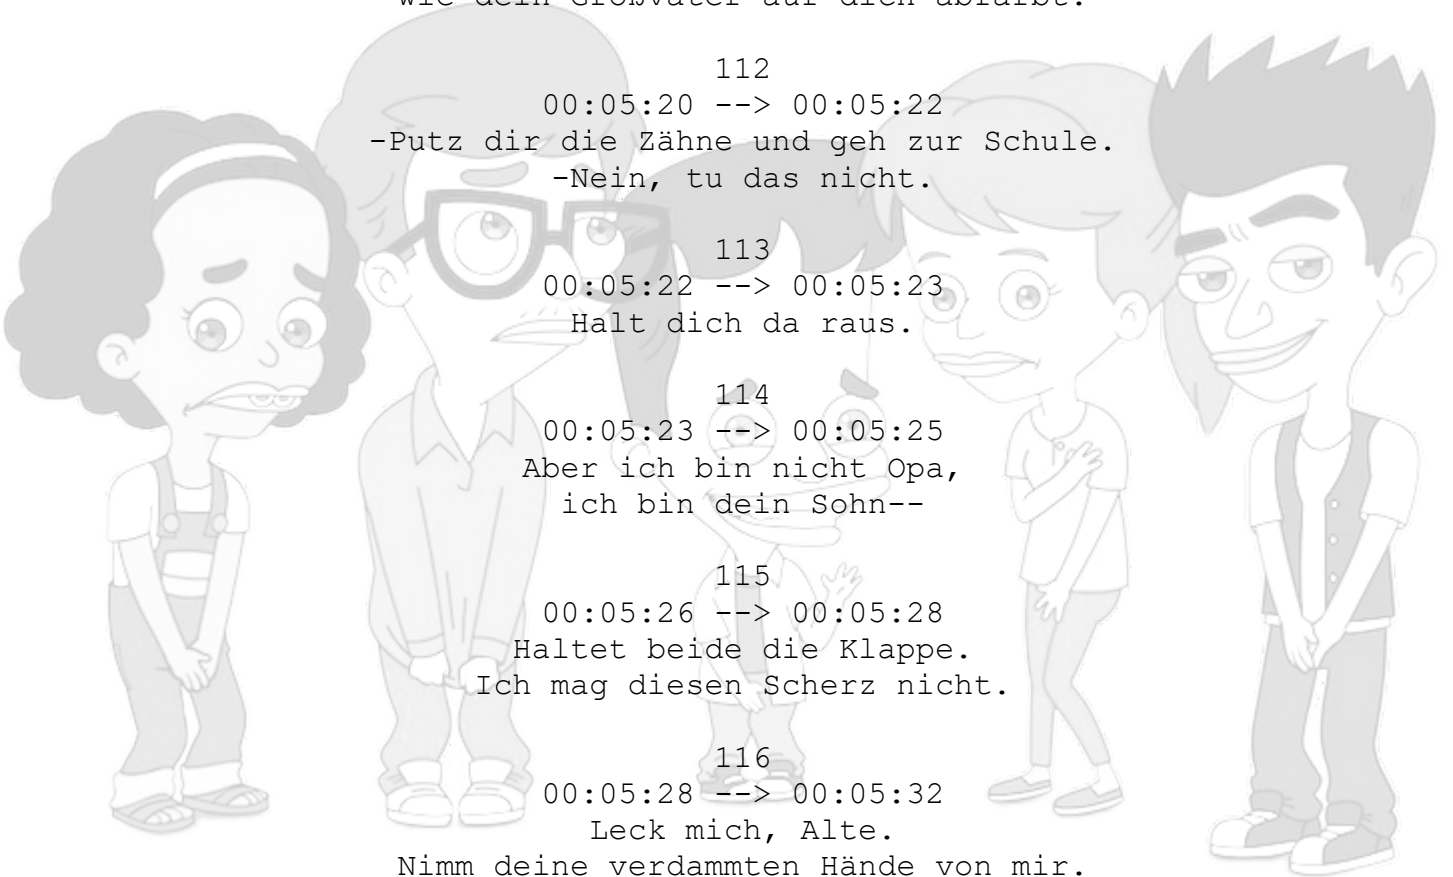 wie dein Großvater auf dich abfärbt.
112
00:05:20 --> 00:05:22
-Putz dir die Zähne und geh zur Schule.
-Nein, tu das nicht.
113
00:05:22 --> 00:05:23
Halt dich da raus.
114
00:05:23 --> 00:05:25
Aber ich bin nicht Opa,
ich bin dein Sohn--
115
00:05:26 --> 00:05:28
Haltet beide die Klappe.
Ich mag diesen Scherz nicht.
116
00:05:28 --> 00:05:32
Leck mich, Alte.
Nimm deine verdammten Hände von mir.